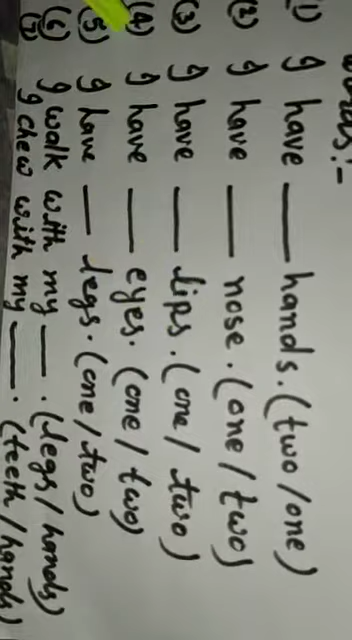 words:-
(1) I have ___ hands. (two/one)
(2) I have ___ nose. (one/two)
(3) I have ___ lips. (one/two)
(4) I have ___ eyes. (one/two)
(5) I have ___ legs. (one/two)
(6) I walk with my ___. (legs/hands)
(7) I chew with my ___. (teeth/hands)